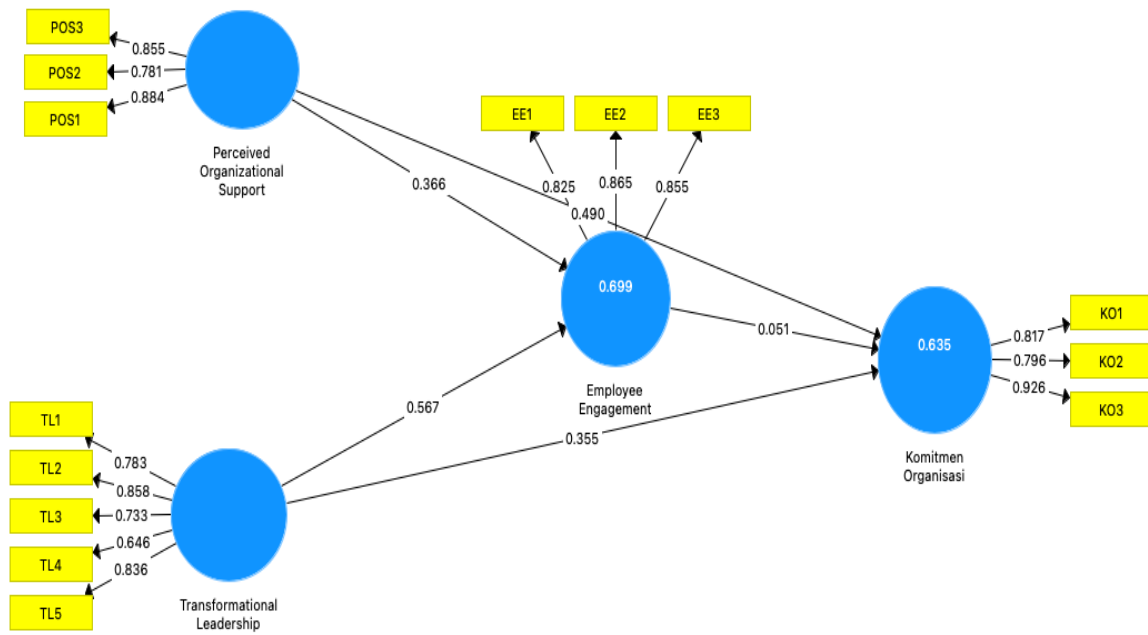 POS3
0.855
POS2
0.781
POS1
0.884
Perceived
Organizational
Support
EE1
EE2
EE3
0.825
0.865
0.855
0.366
0.490
0.699
Employee
Engagement
0.051
0.635
Komitmen
Organisasi
KO1
0.817
KO2
0.796
KO3
0.926
0.567
0.355
TL1
0.783
TL2
0.858
TL3
0.733
TL4
0.646
TL5
0.836
Transformational
Leadership